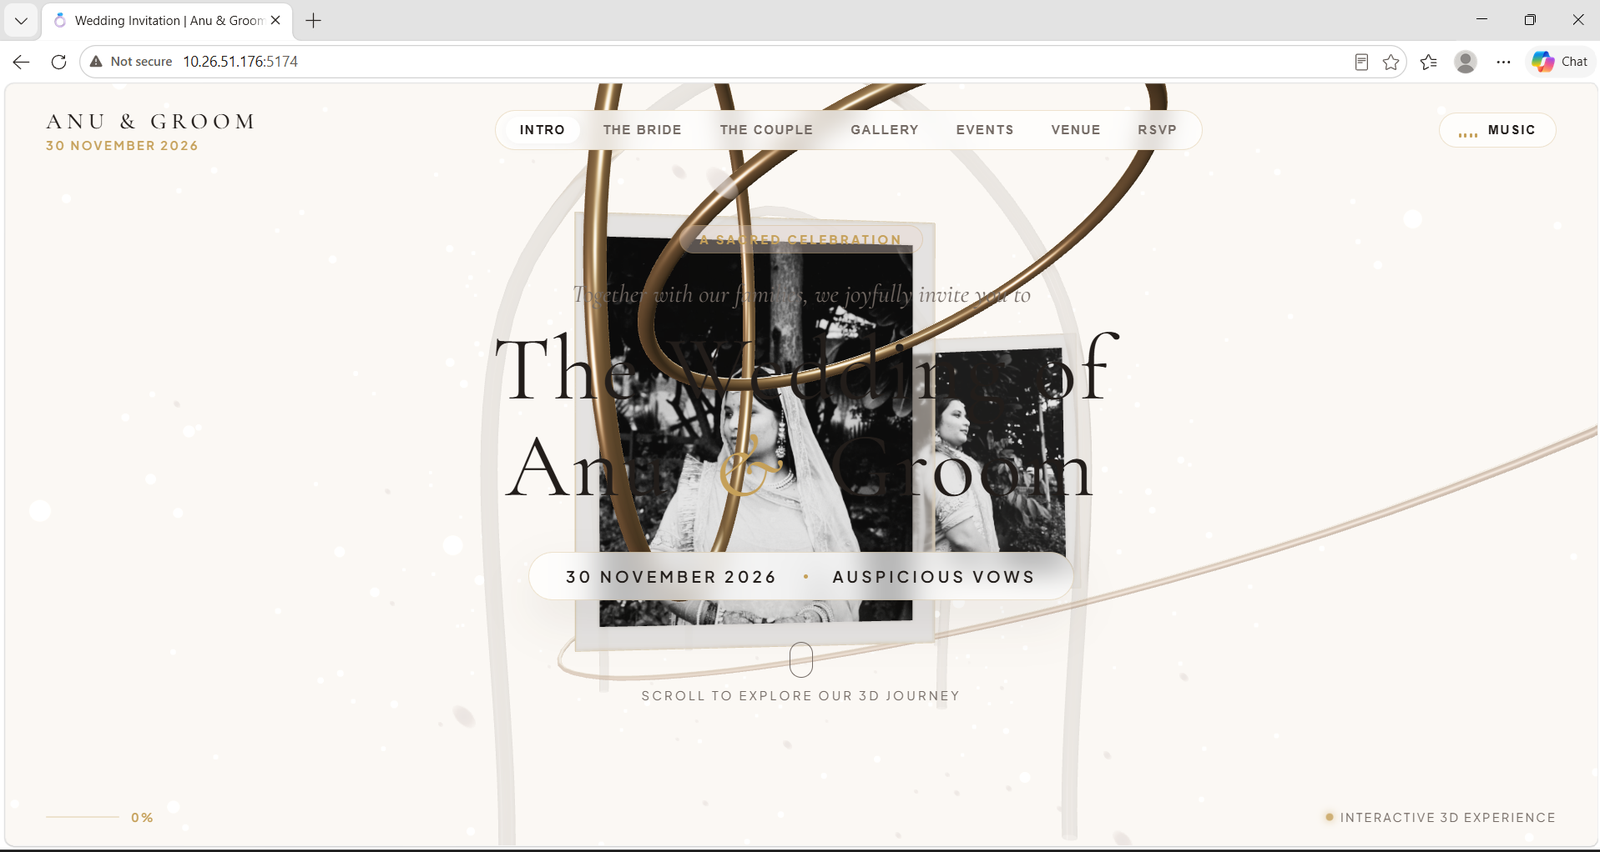 Wedding Invitation | Anu & Groom
Not secure 10.26.51.176:5174
Chat
ANU & GROOM
30 NOVEMBER 2026
INTRO THE BRIDE THE COUPLE GALLERY EVENTS VENUE RSVP
MUSIC
A SACRED CELEBRATION
Together with our families, we joyfully invite you to
The Wedding of
Anu & Groom
30 NOVEMBER 2026 • AUSPICIOUS VOWS
SCROLL TO EXPLORE OUR 3D JOURNEY
0%
INTERACTIVE 3D EXPERIENCE